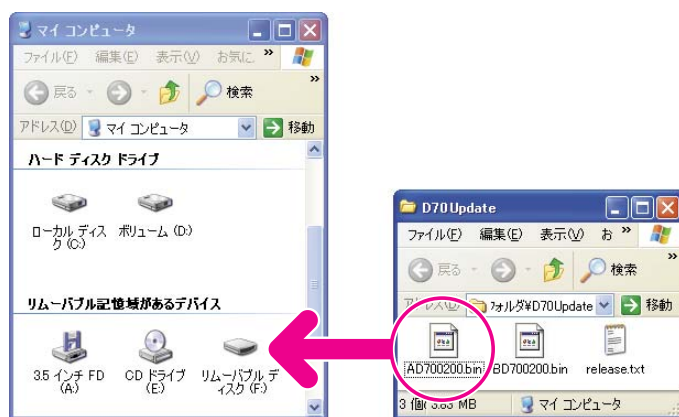 マイ コンピュータ
ファイル(F) 編集(E) 表示(V) お気に »
戻る 検索 »
アドレス(D) マイ コンピュータ 移動
ハード ディスク ドライブ
ローカル ディス
ク (C:)
ボリューム (D:)
リムーバブル記憶域があるデバイス
3.5 インチ FD
(A:)
CD ドライブ
(E:)
リムーバブル デ
ィスク (F:)
D70Update
ファイル(F) 編集(E) 表示(V) お »
戻る 検索 »
フォルダ¥D70Update 移動
AD700200.bin
BD700200.bin
release.txt
3 個( 3.83 MB マイ コンピュータ